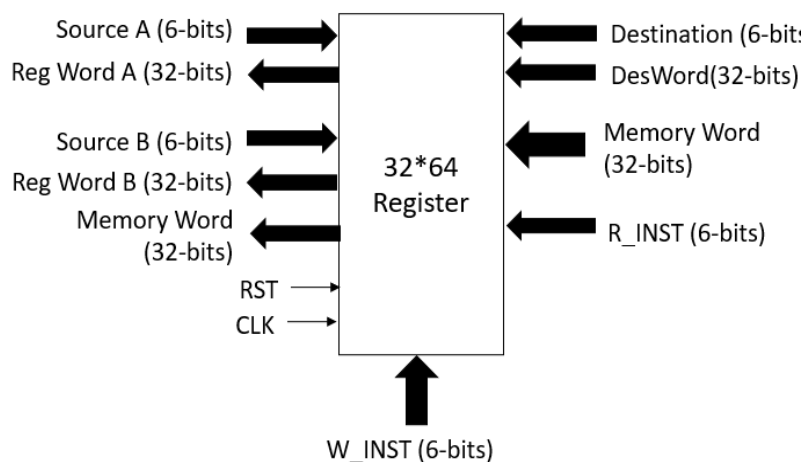 Source A (6-bits)
Reg Word A (32-bits)
Source B (6-bits)
Reg Word B (32-bits)
Memory Word
(32-bits)
RST
CLK
32*64
Register
Destination (6-bits
DesWord(32-bits)
Memory Word
(32-bits)
R_INST (6-bits)
W_INST (6-bits)